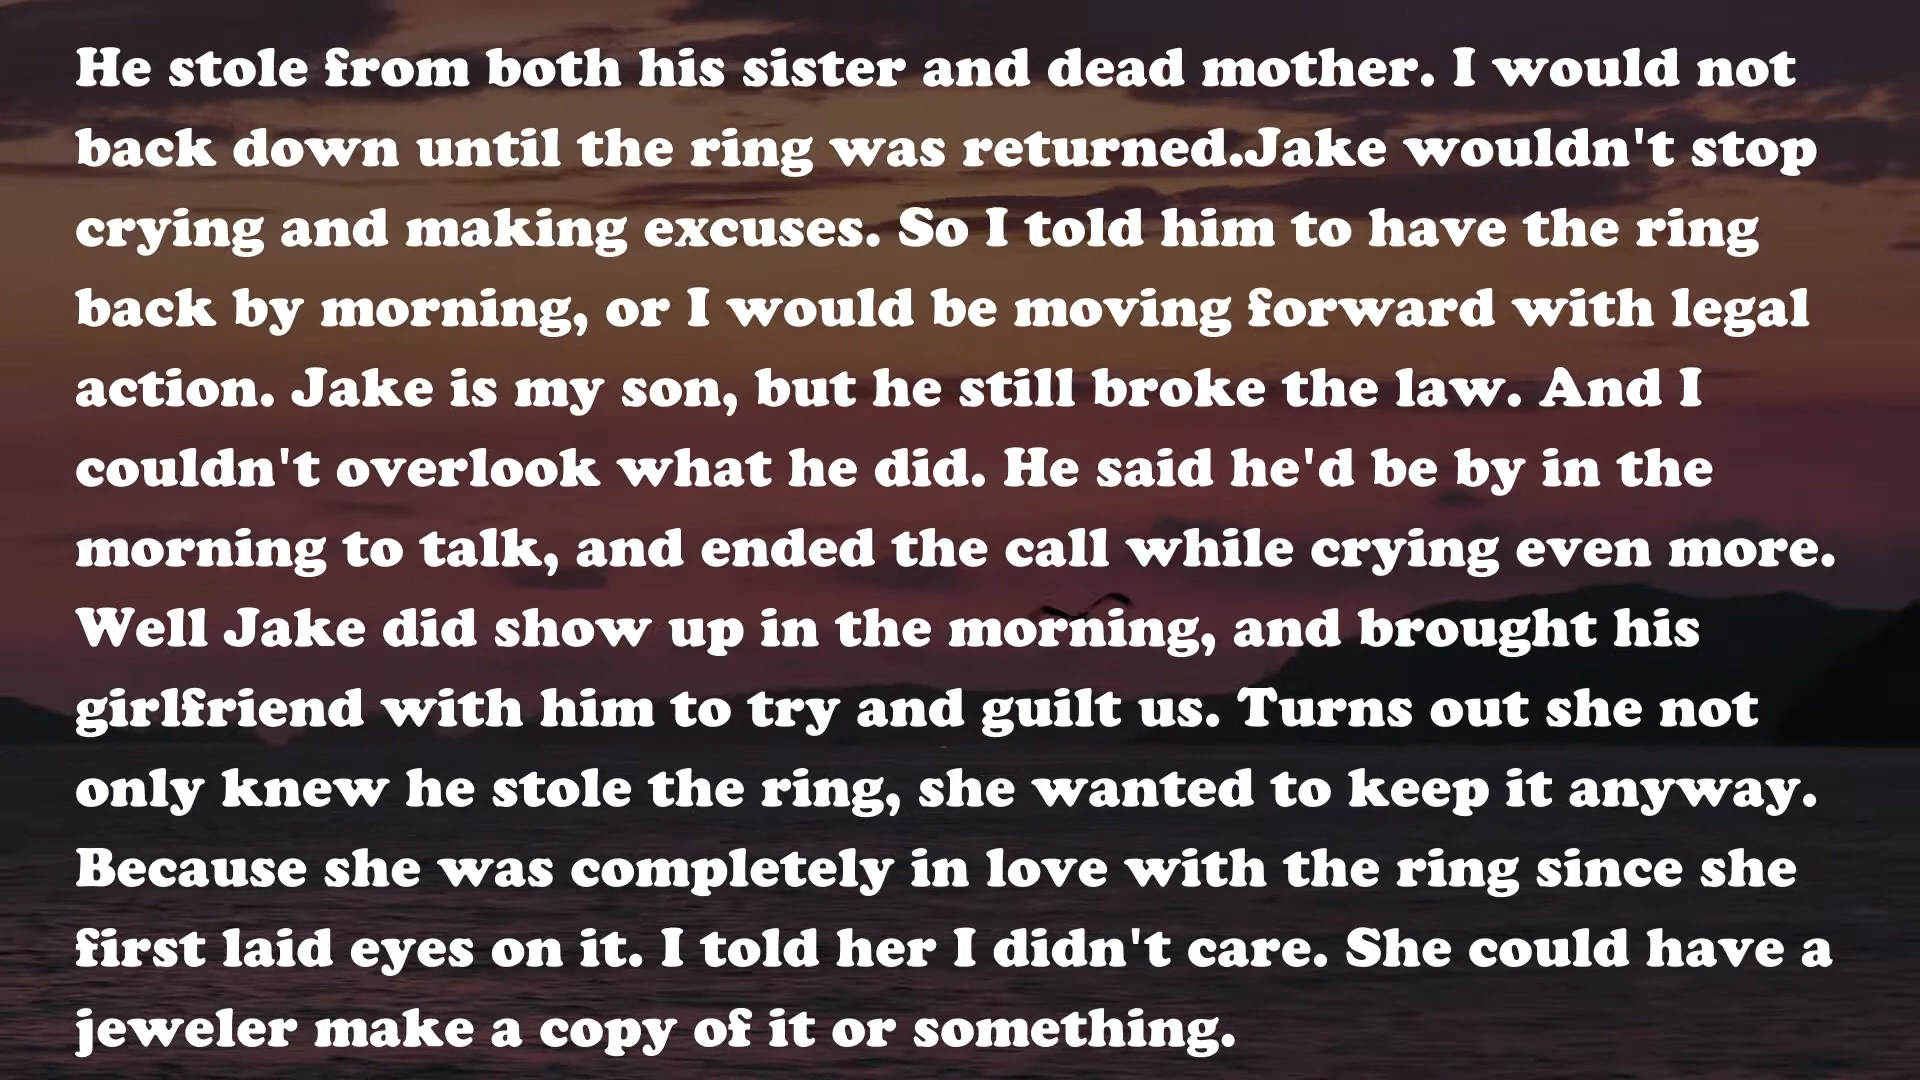 He stole from both his sister and dead mother. I would not
back down until the ring was returned.Jake wouldn't stop
crying and making excuses. So I told him to have the ring
back by morning, or I would be moving forward with legal
action. Jake is my son, but he still broke the law. And I
couldn't overlook what he did. He said he'd be by in the
morning to talk, and ended the call while crying even more.
Well Jake did show up in the morning, and brought his
girlfriend with him to try and guilt us. Turns out she not
only knew he stole the ring, she wanted to keep it anyway.
Because she was completely in love with the ring since she
first laid eyes on it. I told her I didn't care. She could have a
jeweler make a copy of it or something.